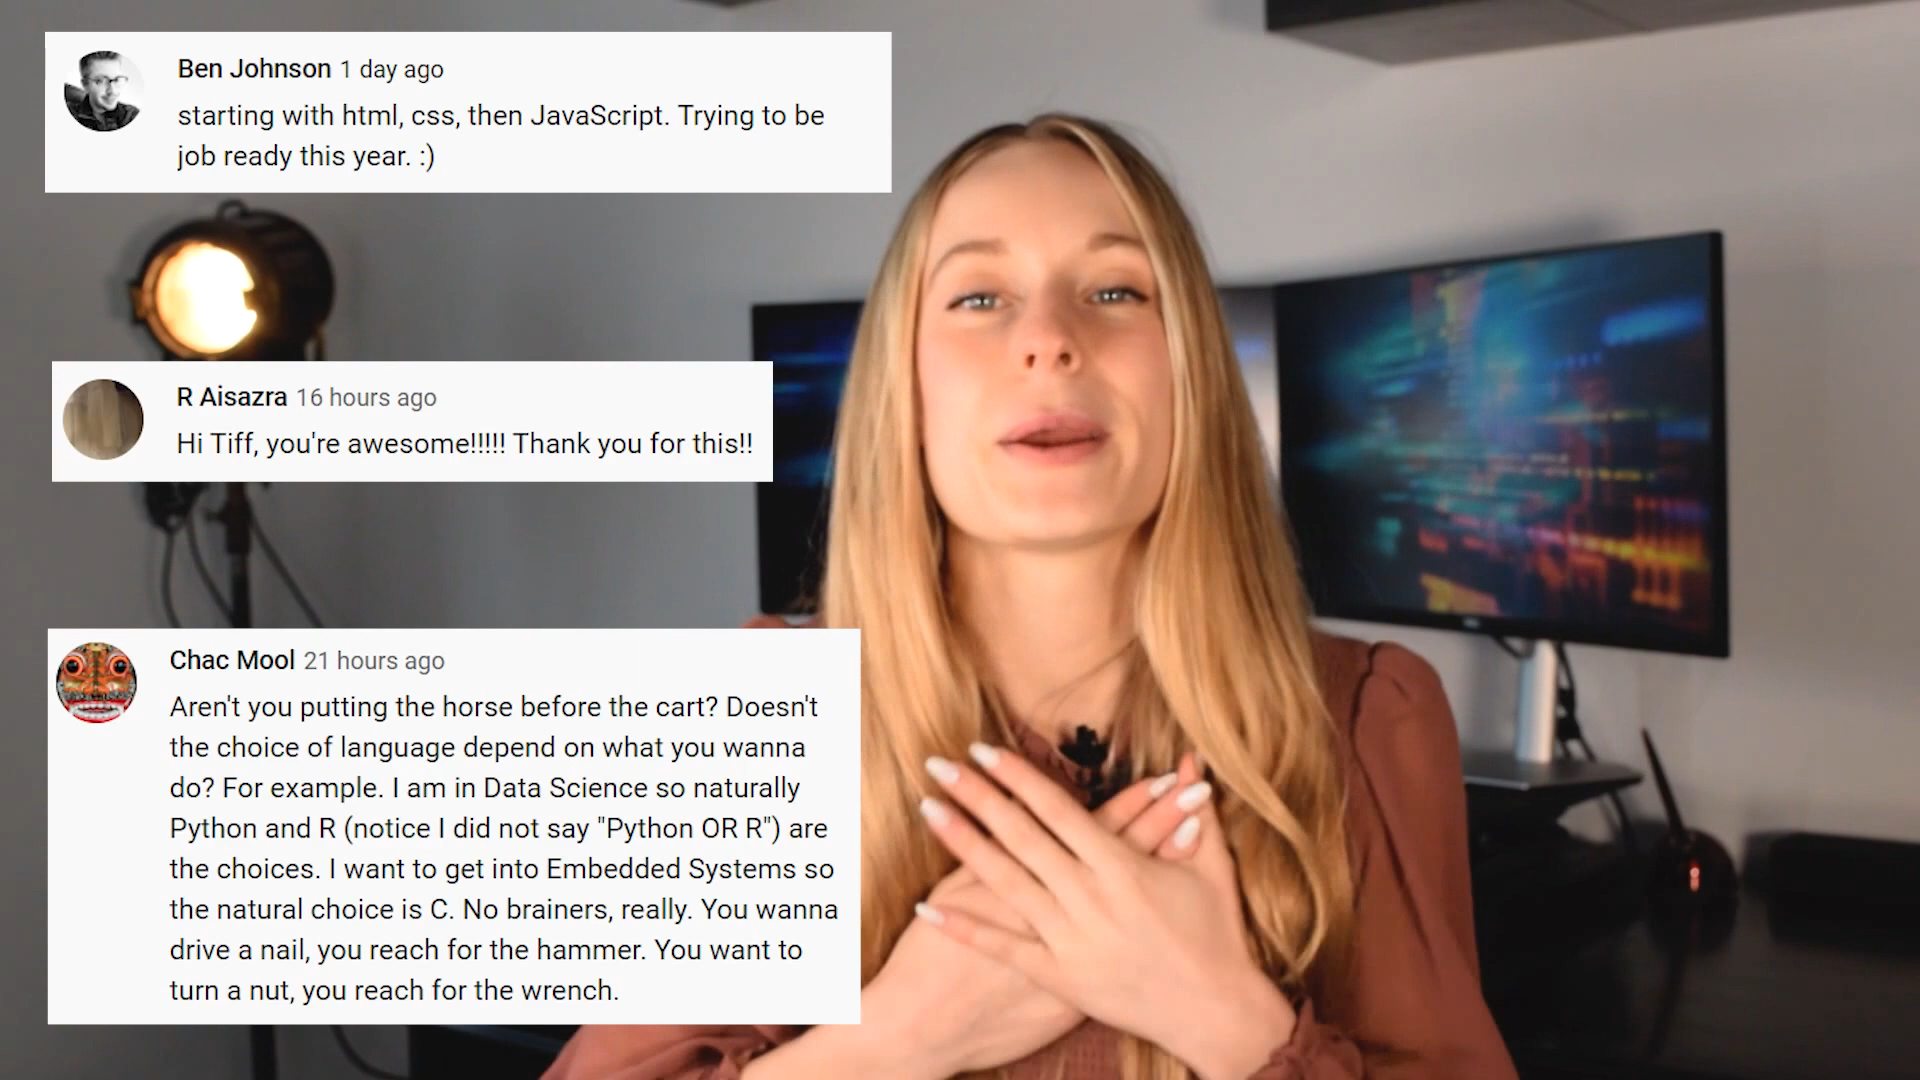 Ben Johnson 1 day ago
starting with html, css, then JavaScript. Trying to be
job ready this year. :)
R Aisazra 16 hours ago
Hi Tiff, you're awesome!!!!! Thank you for this!!
Chac Mool 21 hours ago
Aren't you putting the horse before the cart? Doesn't
the choice of language depend on what you wanna
do? For example. I am in Data Science so naturally
Python and R (notice I did not say "Python OR R") are
the choices. I want to get into Embedded Systems so
the natural choice is C. No brainers, really. You wanna
drive a nail, you reach for the hammer. You want to
turn a nut, you reach for the wrench.